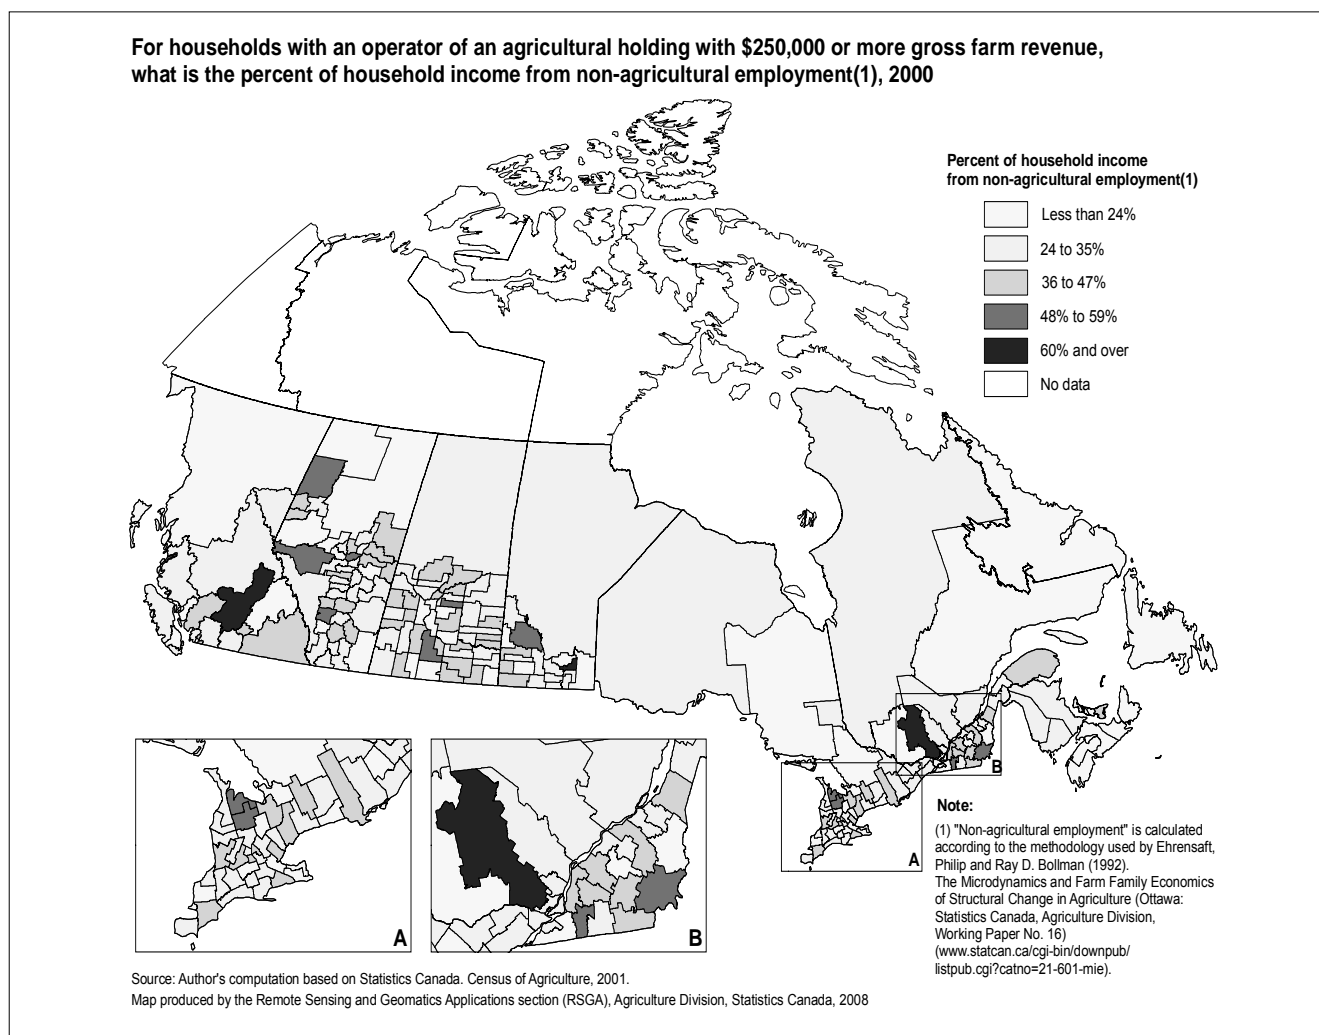 For households with an operator of an agricultural holding with $250,000 or more gross farm revenue,
what is the percent of household income from non-agricultural employment(1), 2000
Percent of household income
from non-agricultural employment(1)
Less than 24%
24 to 35%
36 to 47%
48% to 59%
60% and over
No data
B
A
A
B
Note:
(1) "Non-agricultural employment" is calculated
according to the methodology used by Ehrensaft,
Philip and Ray D. Bollman (1992).
The Microdynamics and Farm Family Economics
of Structural Change in Agriculture (Ottawa:
Statistics Canada, Agriculture Division,
Working Paper No. 16)
(www.statcan.ca/cgi-bin/downpub/
listpub.cgi?catno=21-601-mie).
Source: Author's computation based on Statistics Canada. Census of Agriculture, 2001.
Map produced by the Remote Sensing and Geomatics Applications section (RSGA), Agriculture Division, Statistics Canada, 2008